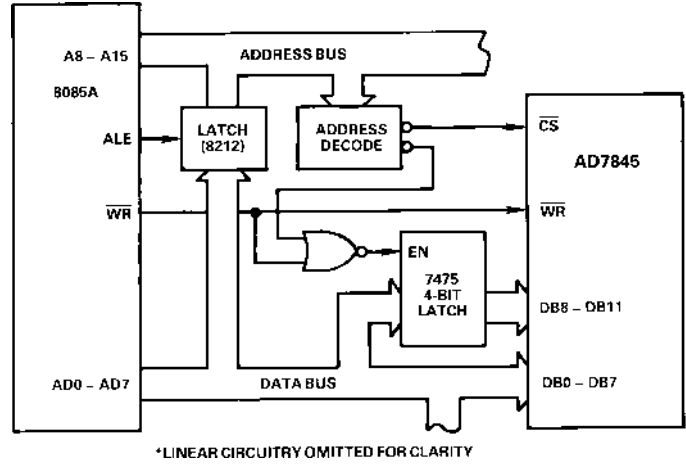 A8 – A15
ADDRESS BUS
8085A
ALE
LATCH
(8212)
ADDRESS
DECODE
CS
AD7845
WR
WR
EN
7475
4-BIT
LATCH
DB8 – DB11
AD0 – AD7
DATA BUS
DB0 – DB7
*LINEAR CIRCUITRY OMITTED FOR CLARITY